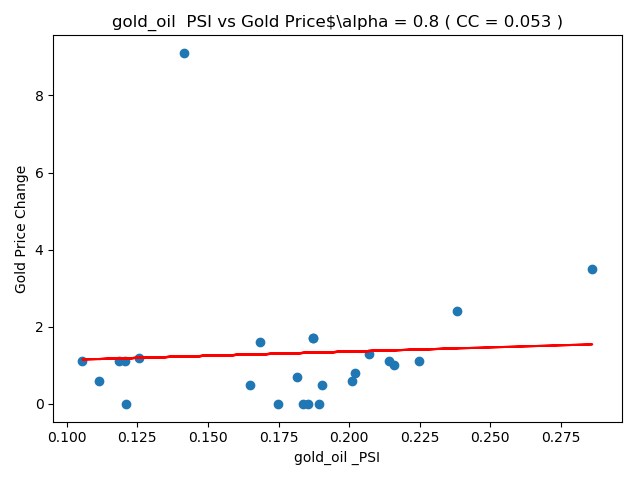 gold_oil  PSI vs Gold Price$\alpha = 0.8 ( CC = 0.053 )
Gold Price Change
8
6
4
2
0
0.100 0.125 0.150 0.175 0.200 0.225 0.250 0.275
gold_oil _PSI